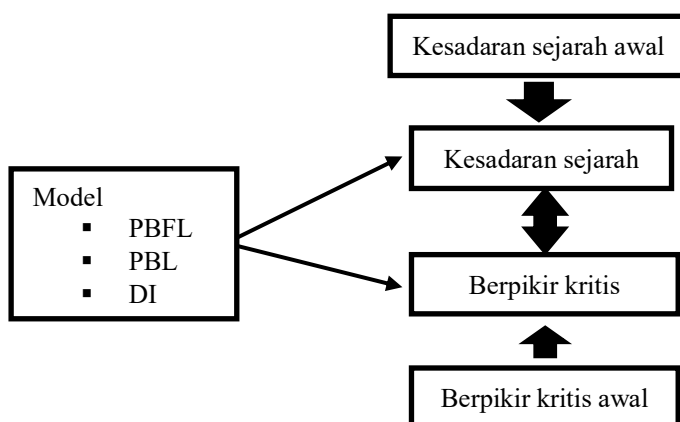 Kesadaran sejarah awal
Kesadaran sejarah
Model
▪ PBFL
▪ PBL
▪ DI
Berpikir kritis
Berpikir kritis awal